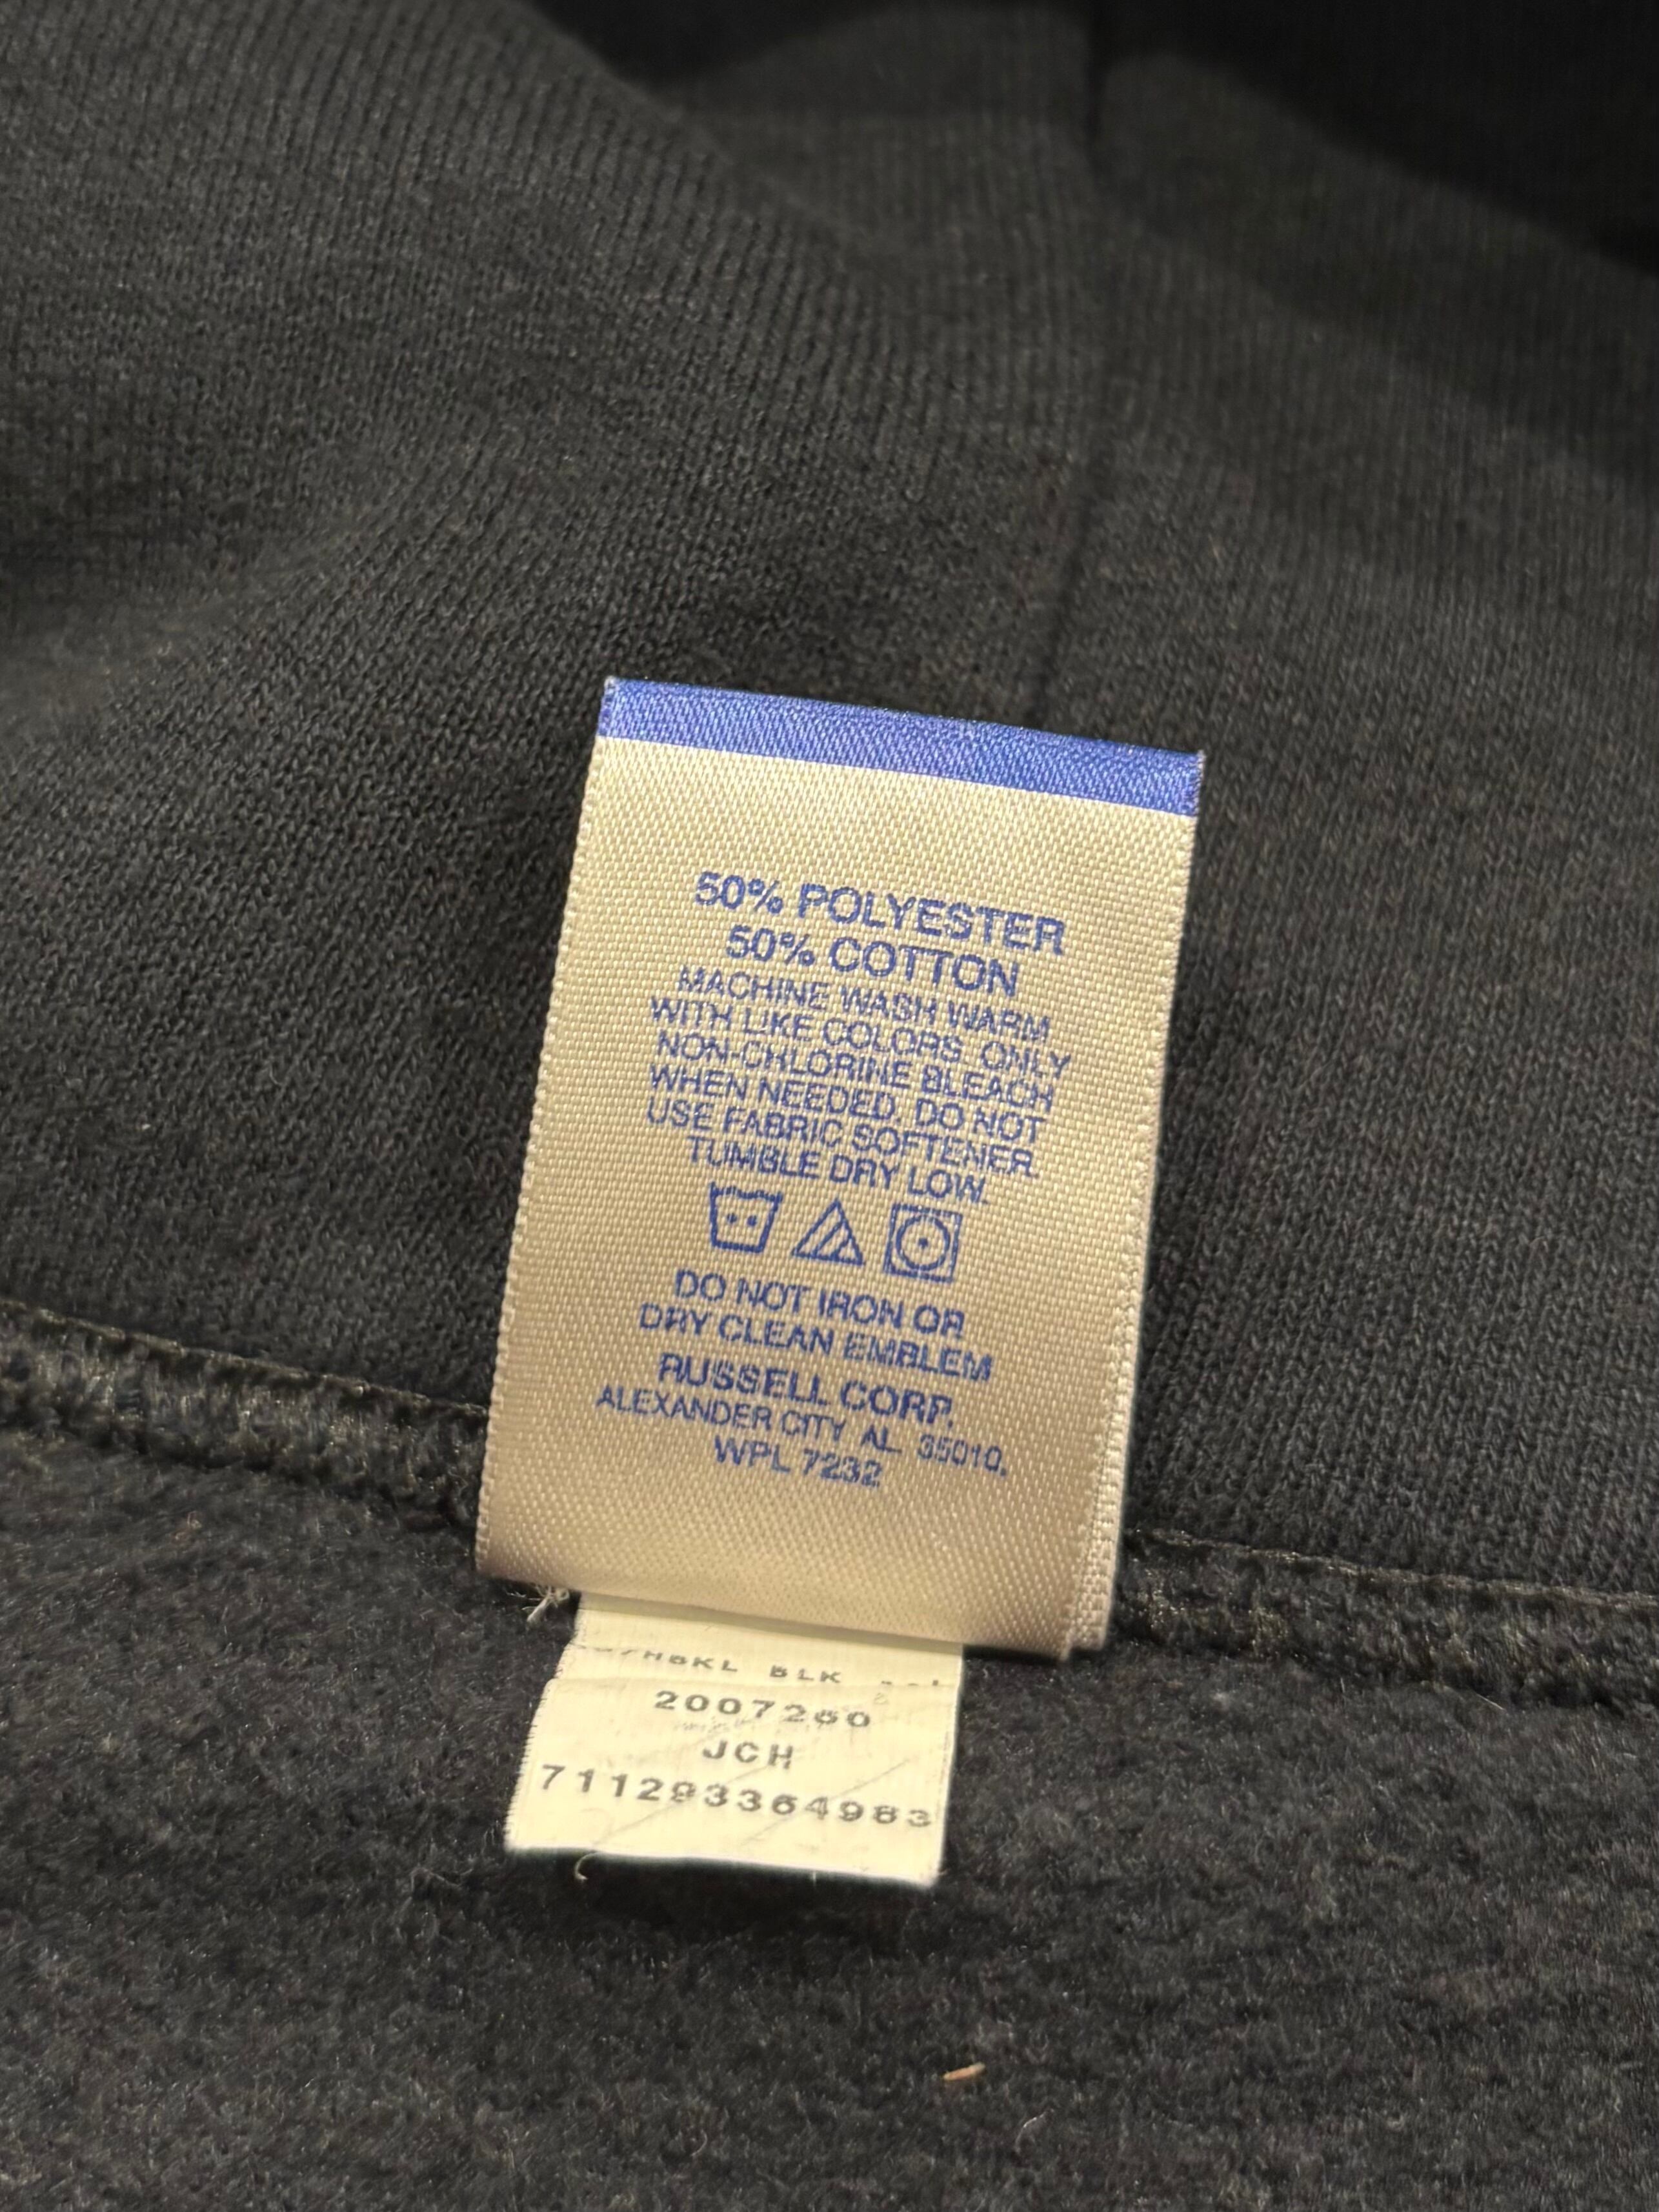 50% POLYESTER
50% COTTON
MACHINE WASH WARM
WITH LIKE COLORS. ONLY
NON-CHLORINE BLEACH
WHEN NEEDED. DO NOT
USE FABRIC SOFTENER.
TUMBLE DRY LOW.
DO NOT IRON OR
DRY CLEAN EMBLEM
RUSSELL CORP.
ALEXANDER CITY AL 35010.
WPL 7232
BLK
2007260
JCH
711293364983